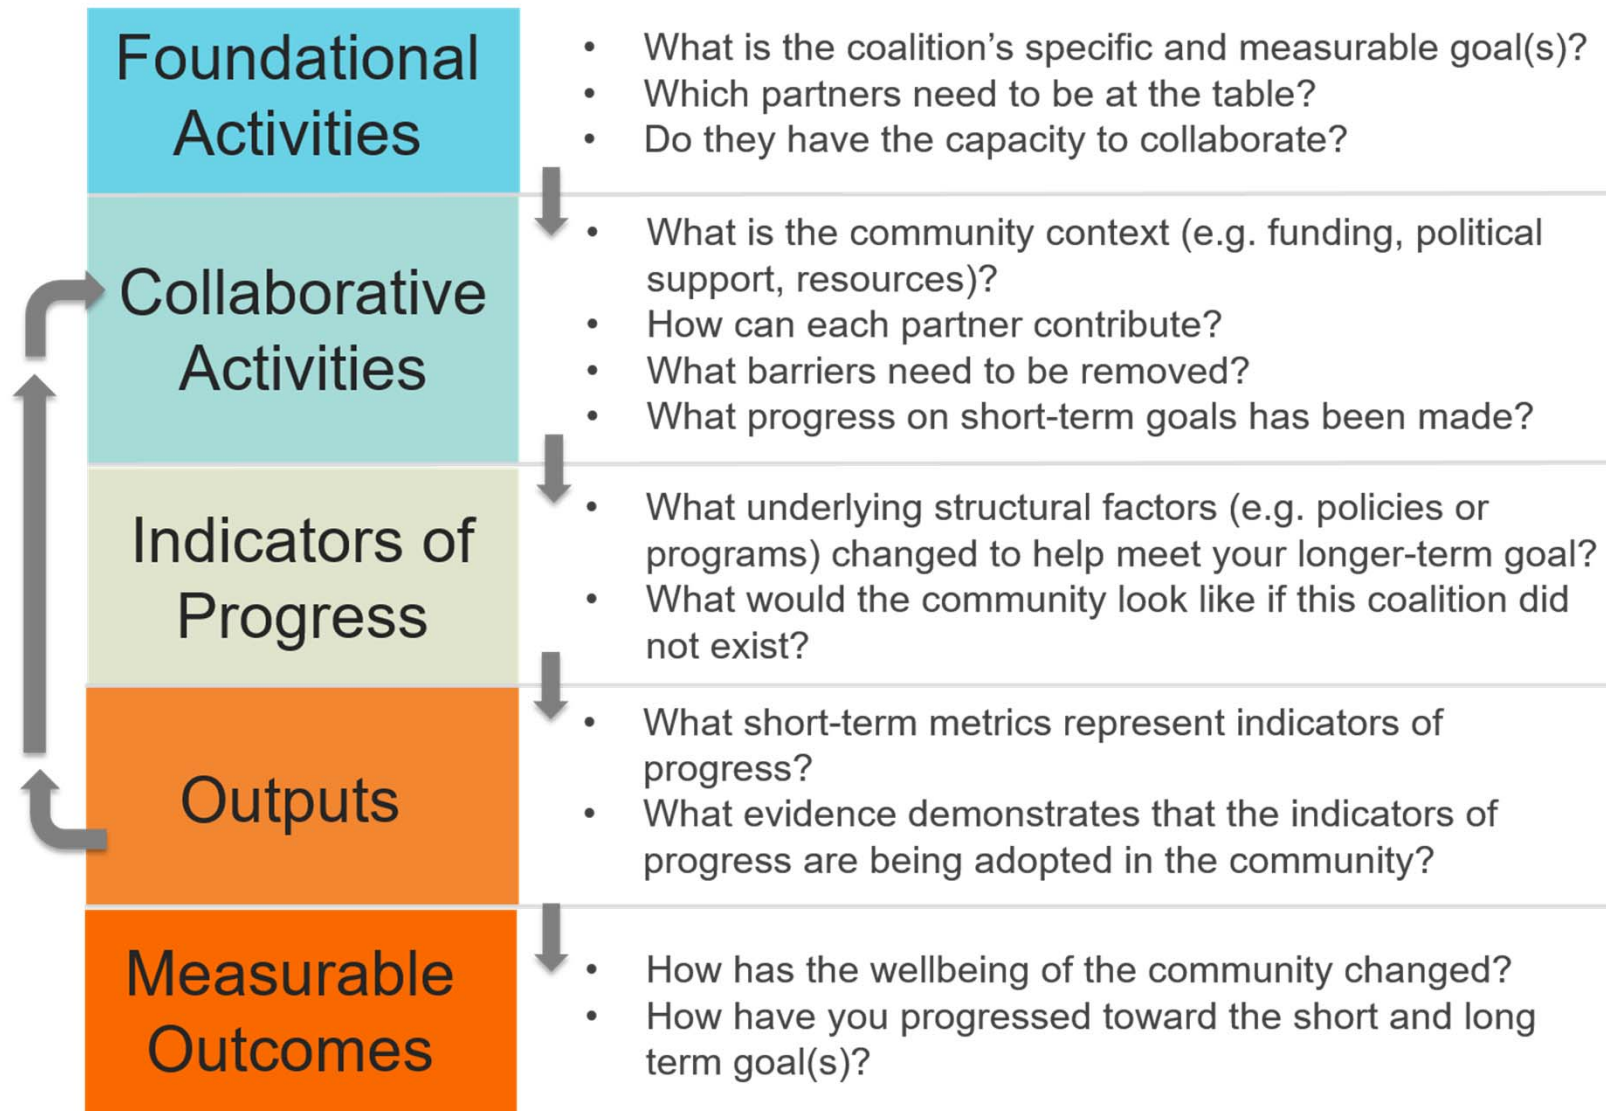 Foundational
Activities
• What is the coalition’s specific and measurable goal(s)?
• Which partners need to be at the table?
• Do they have the capacity to collaborate?
Collaborative
Activities
• What is the community context (e.g. funding, political
support, resources)?
• How can each partner contribute?
• What barriers need to be removed?
• What progress on short-term goals has been made?
Indicators of
Progress
• What underlying structural factors (e.g. policies or
programs) changed to help meet your longer-term goal?
• What would the community look like if this coalition did
not exist?
Outputs
• What short-term metrics represent indicators of
progress?
• What evidence demonstrates that the indicators of
progress are being adopted in the community?
Measurable
Outcomes
• How has the wellbeing of the community changed?
• How have you progressed toward the short and long
term goal(s)?